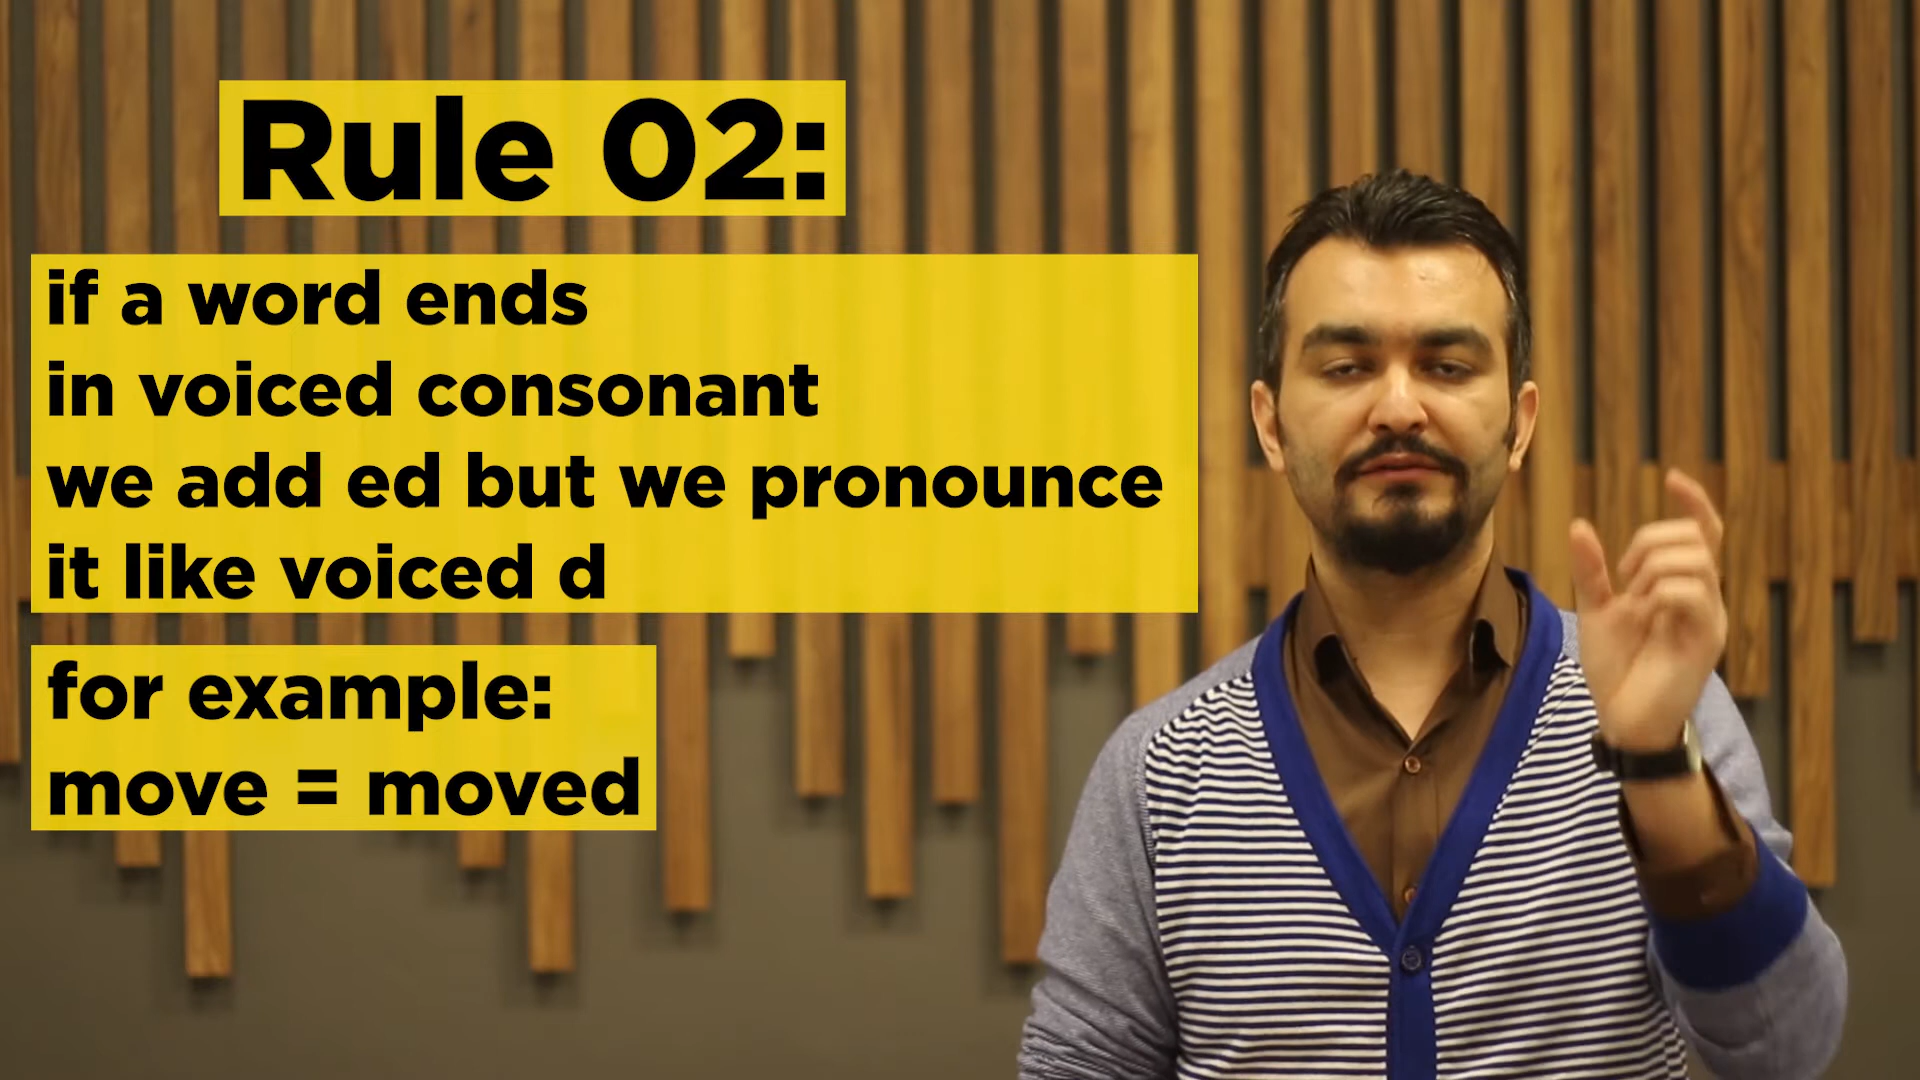 Rule 02:
if a word ends
in voiced consonant
we add ed but we pronounce
it like voiced d
for example:
move = moved